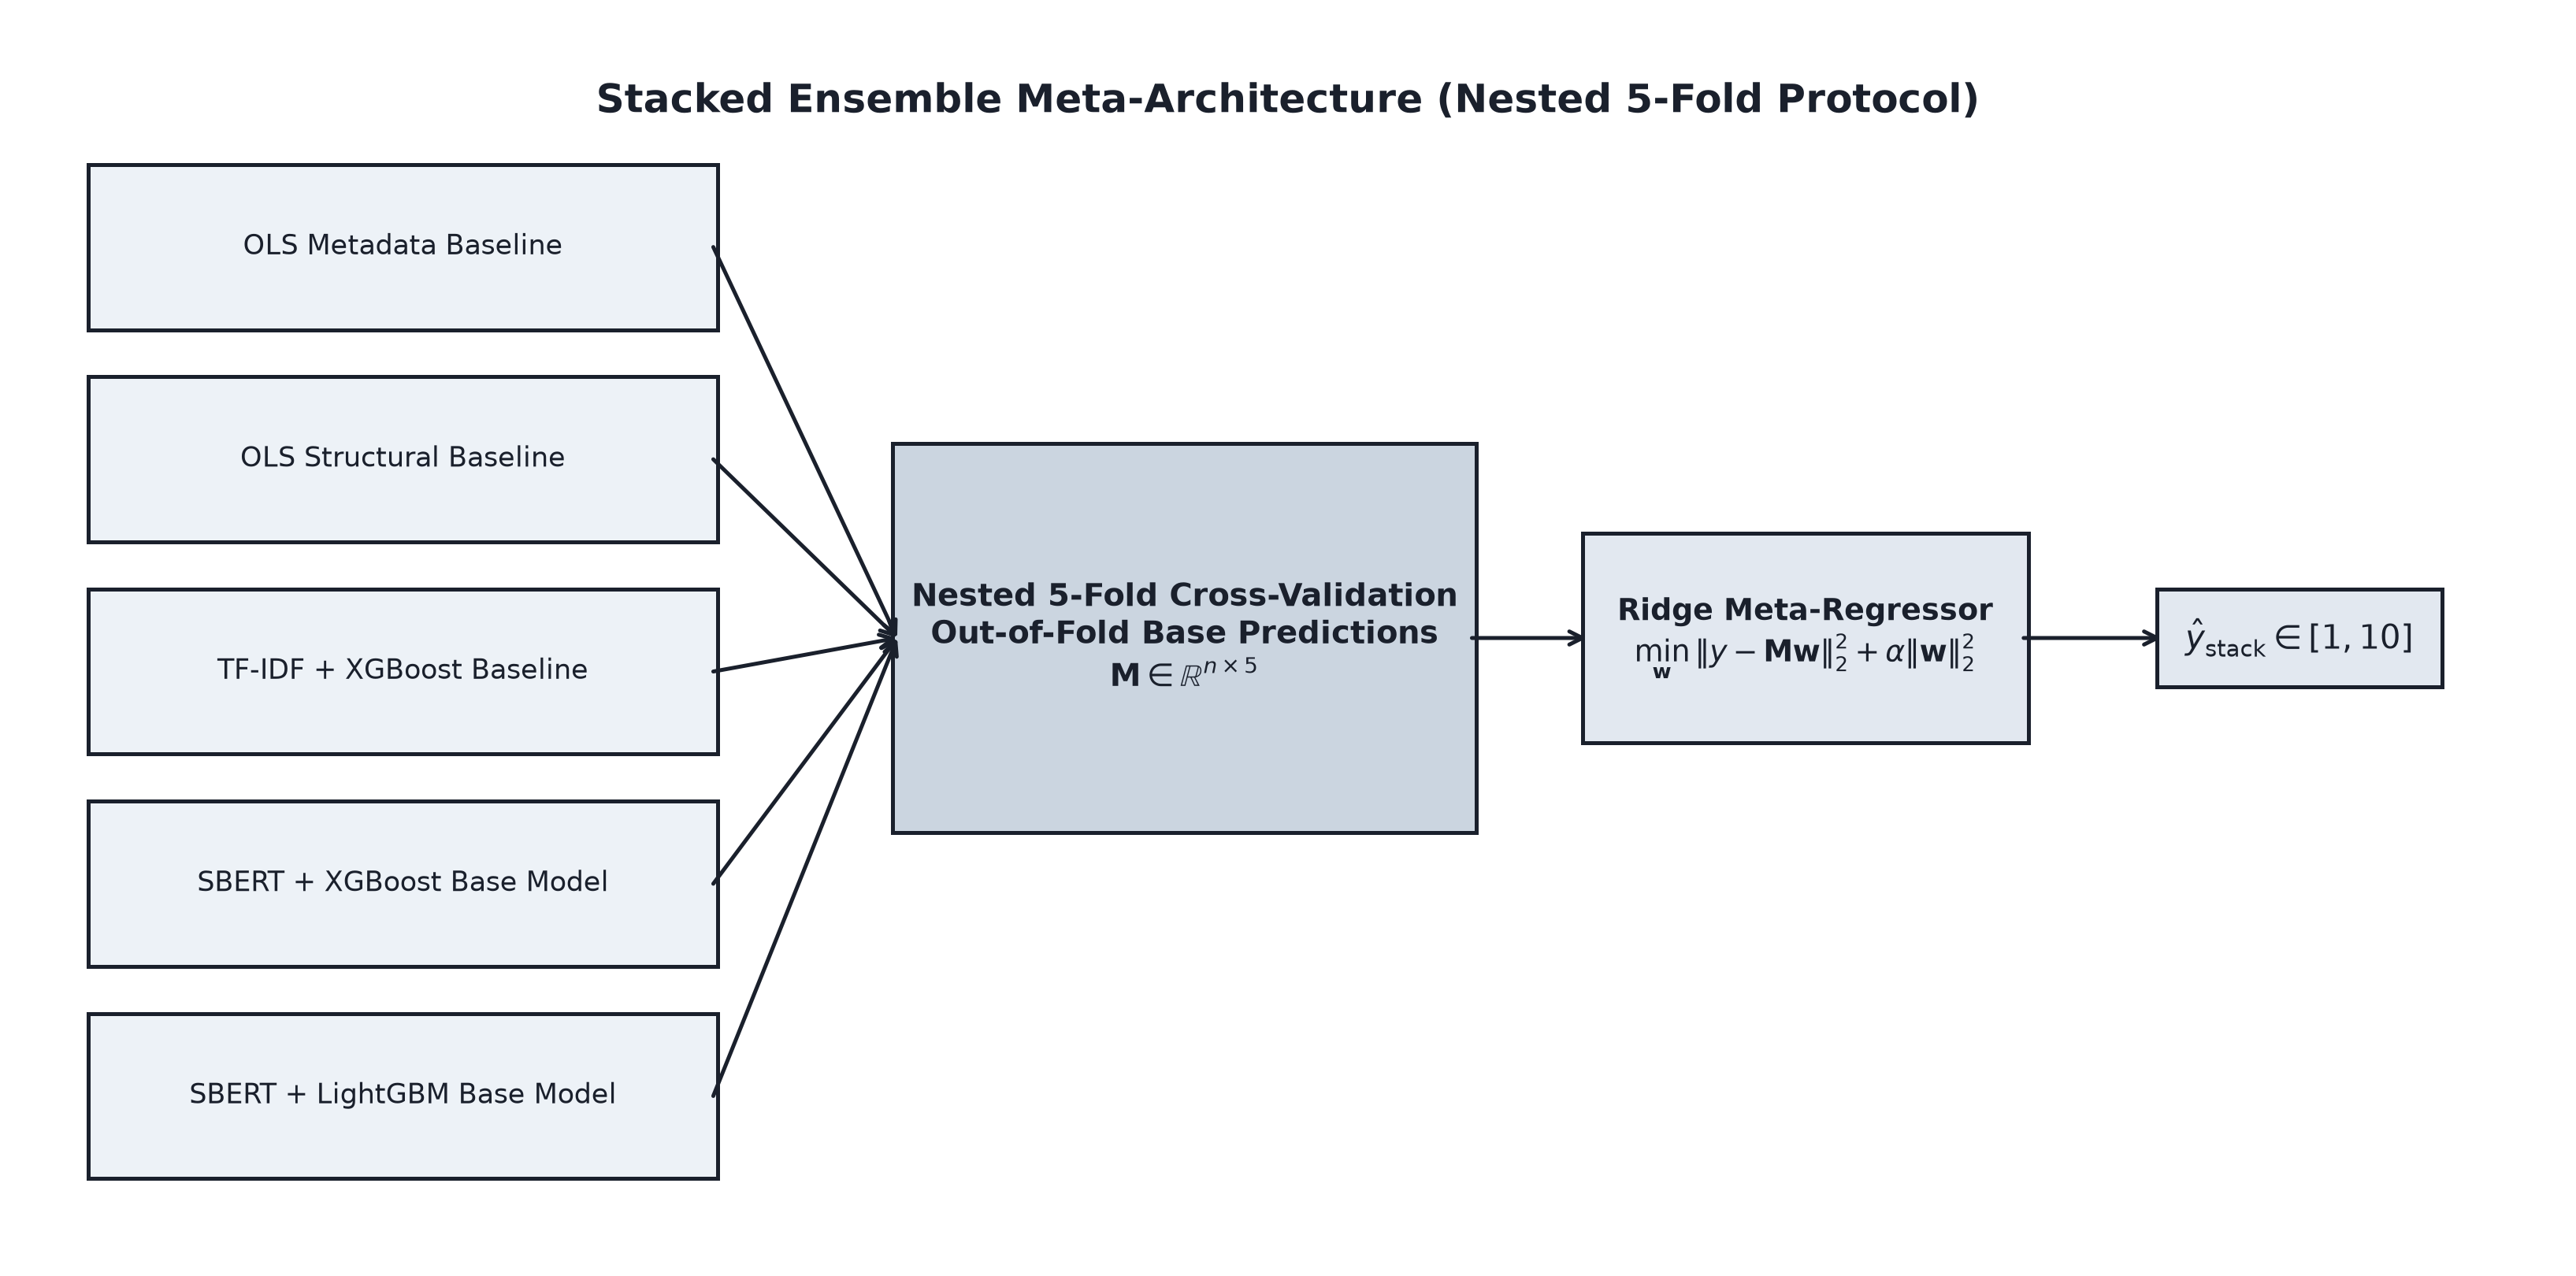 Stacked Ensemble Meta-Architecture (Nested 5-Fold Protocol)
OLS Metadata Baseline
OLS Structural Baseline
TF-IDF + XGBoost Baseline
SBERT + XGBoost Base Model
SBERT + LightGBM Base Model
Nested 5-Fold Cross-Validation
Out-of-Fold Base Predictions
M ∈ ℝ^{n × 5}
Ridge Meta-Regressor
min_w ‖y − Mw‖₂² + α‖w‖₂²
ŷ_stack ∈ [1, 10]